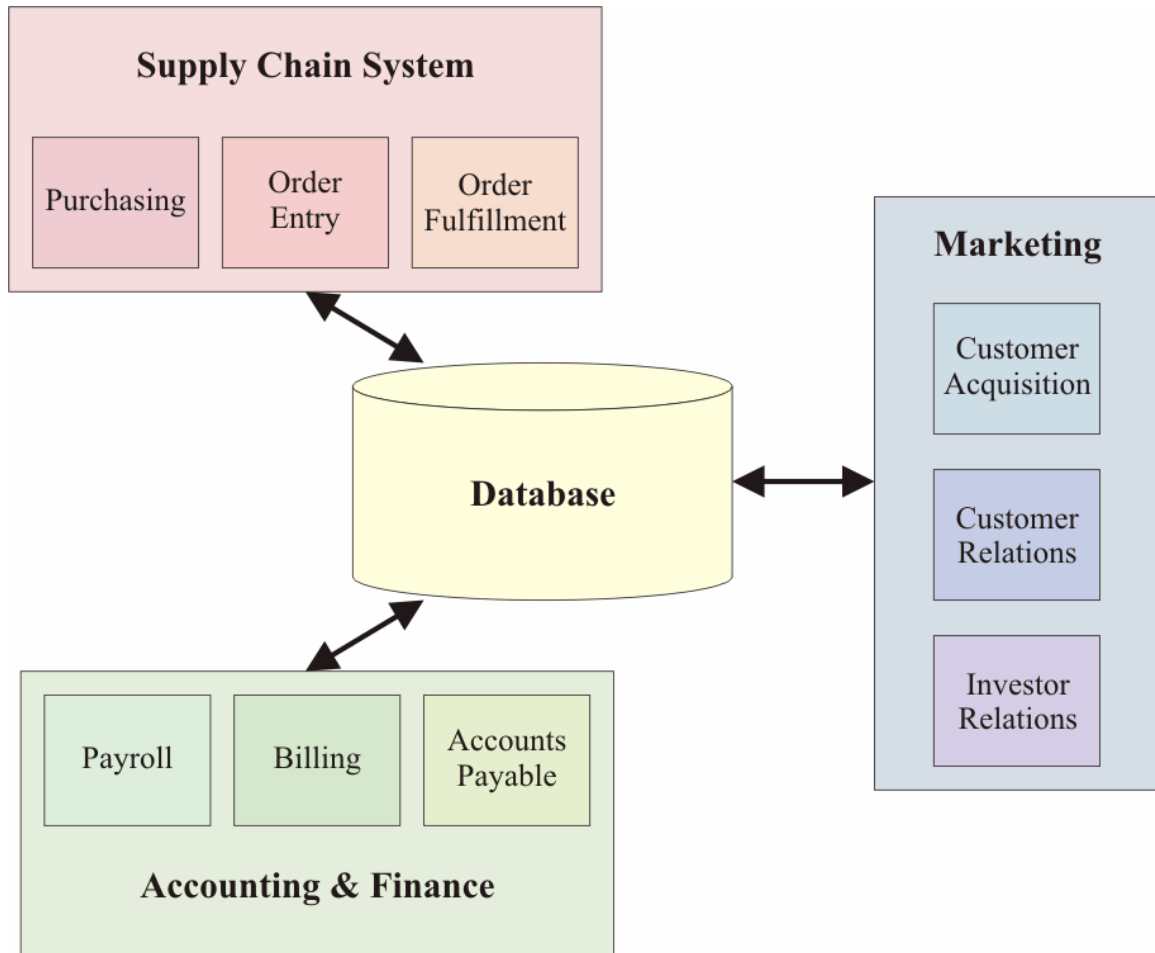 Supply Chain System
Purchasing
Order
Entry
Order
Fulfillment
Marketing
Customer
Acquisition
Customer
Relations
Investor
Relations
Database
Payroll
Billing
Accounts
Payable
Accounting & Finance